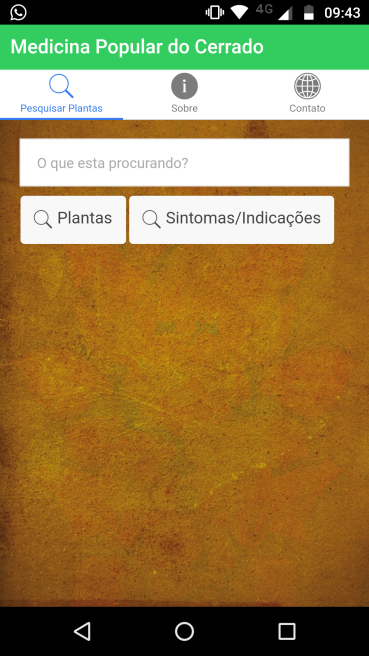 4G 09:43
Medicina Popular do Cerrado
Pesquisar Plantas Sobre Contato
O que esta procurando?
Plantas Sintomas/Indicações